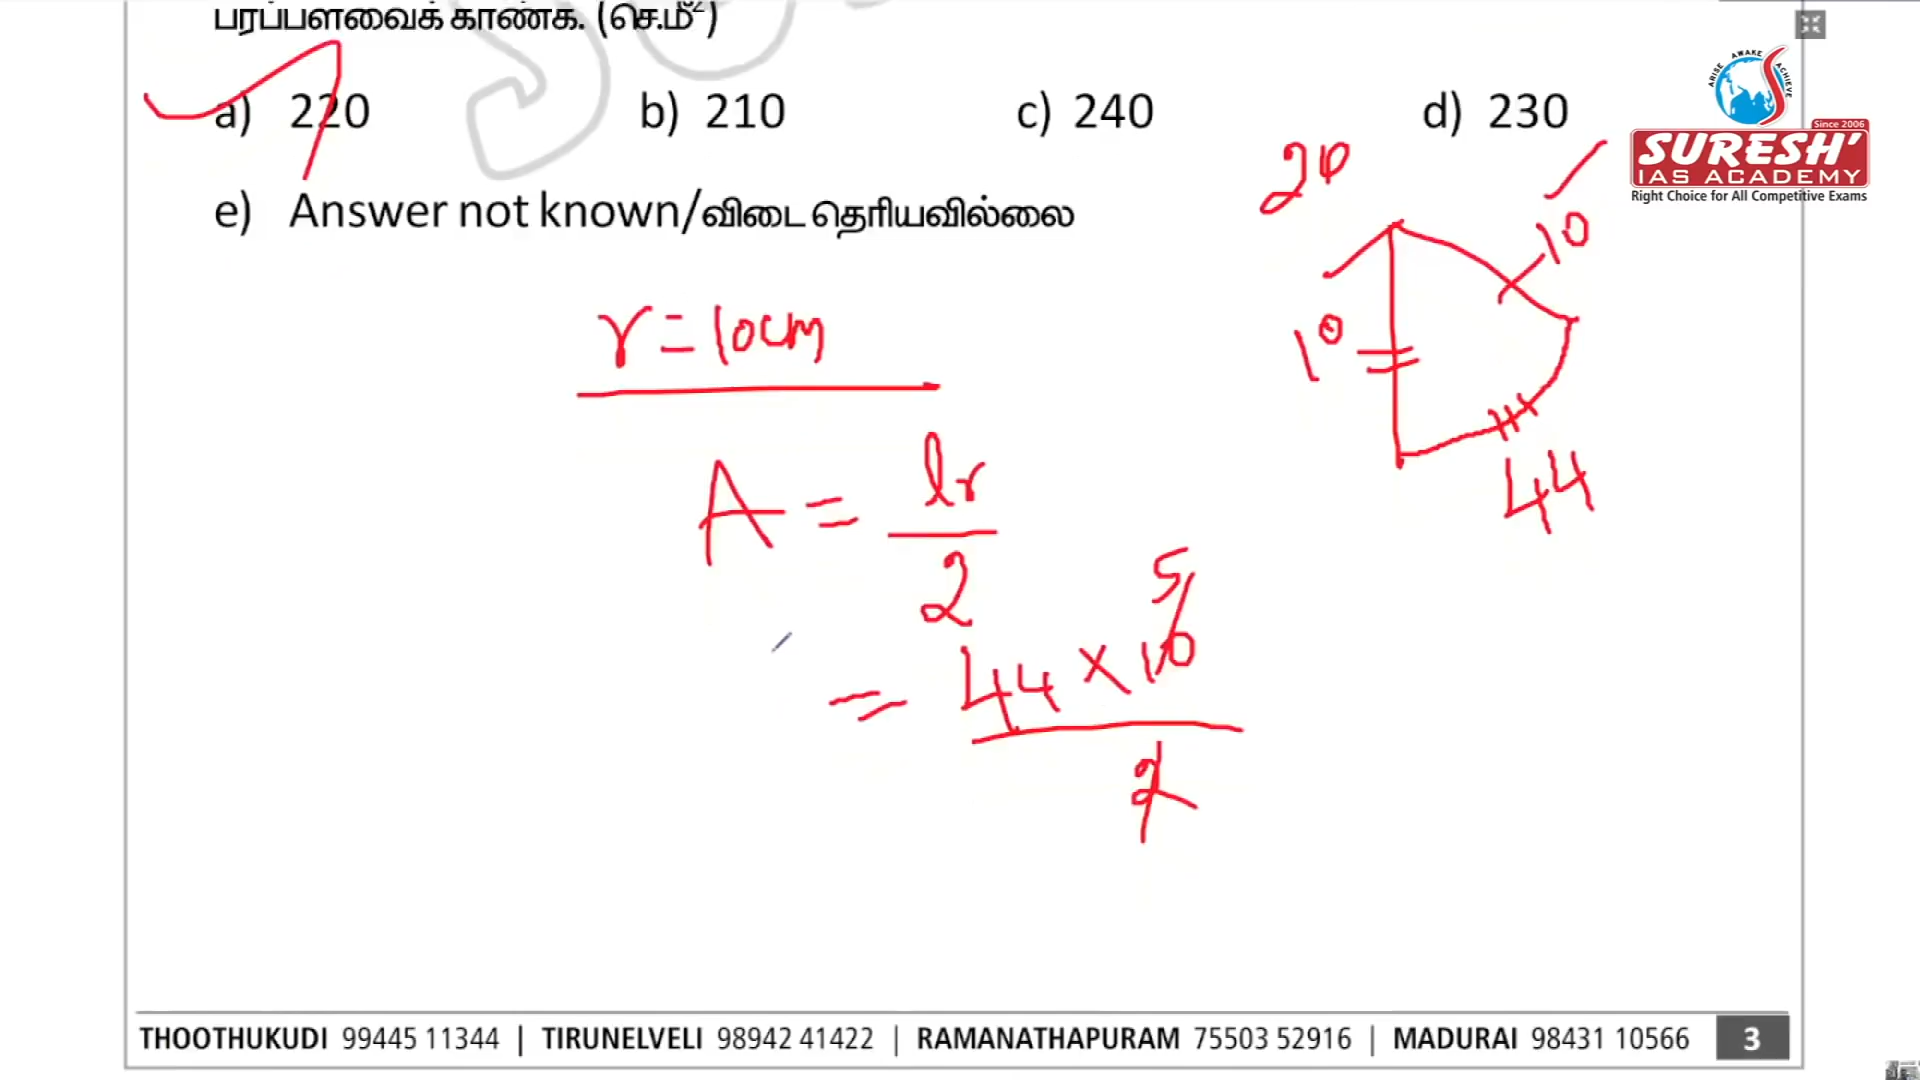 பரப்பளவைக் காண்க. (செ.மீ²)
a) 220 b) 210 c) 240 d) 230
e) Answer not known/விடை தெரியவில்லை
ARISE AWAKE ACHIEVE
Since 2006
SURESH'
IAS ACADEMY
Right Choice for All Competitive Exams
20
10
10
44
r = 10cm
A = lr
2
5
= 44 × 10
2
THOOTHUKUDI 99445 11344 | TIRUNELVELI 98942 41422 | RAMANATHAPURAM 75503 52916 | MADURAI 98431 10566 3